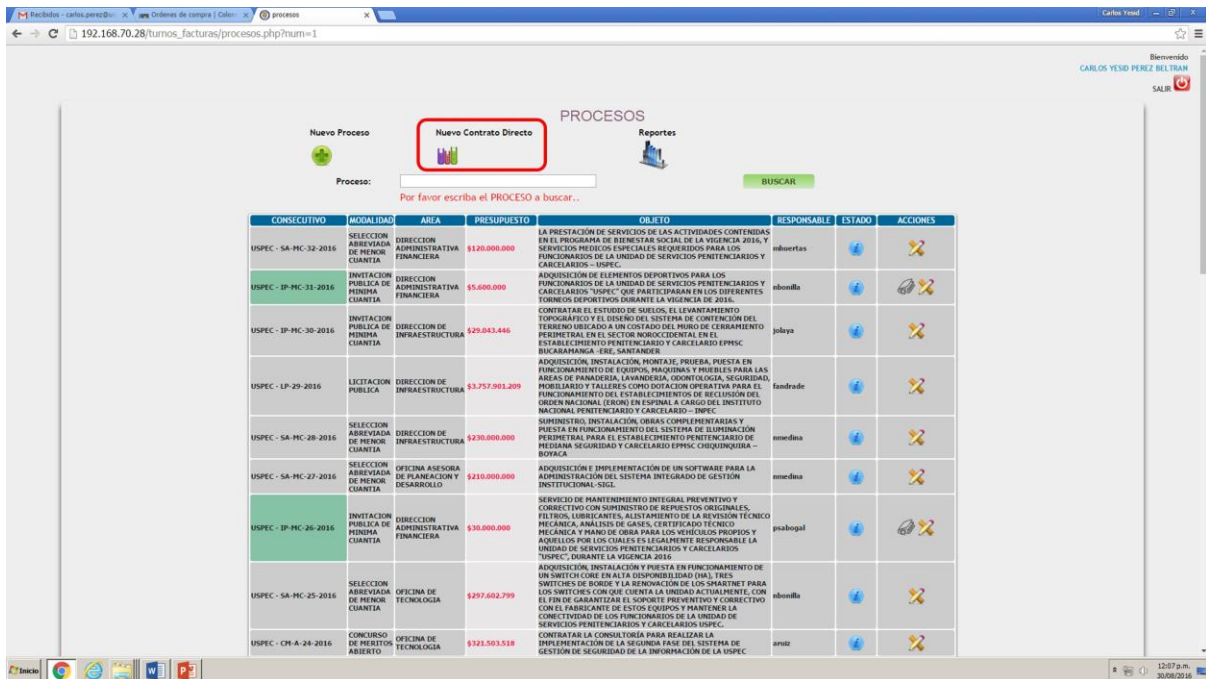 Recibidos - carlos.perez@us
Ordenes de compra | Colom
procesos
Carlos Yesid
192.168.70.28/turnos_facturas/procesos.php?num=1
Bienvenido
CARLOS YESID PEREZ BELTRAN
SALIR
PROCESOS
Nuevo Proceso
Nuevo Contrato Directo
Reportes
Proceso:
BUSCAR
Por favor escriba el PROCESO a buscar..
CONSECUTIVO MODALIDAD AREA PRESUPUESTO OBJETO RESPONSABLE ESTADO ACCIONES
USPEC - SA-MC-32-2016
SELECCION
ABREVIADA
DE MENOR
CUANTIA
DIRECCION
ADMINISTRATIVA
FINANCIERA
$120.000.000
LA PRESTACIÓN DE SERVICIOS DE LAS ACTIVIDADES CONTENIDAS
EN EL PROGRAMA DE BIENESTAR SOCIAL DE LA VIGENCIA 2016, Y
SERVICIOS MEDICOS ESPECIALES REQUERIDOS PARA LOS
FUNCIONARIOS DE LA UNIDAD DE SERVICIOS PENITENCIARIOS Y
CARCELARIOS – USPEC.
mhuertas
USPEC - IP-MC-31-2016
INVITACION
PUBLICA DE
MINIMA
CUANTIA
DIRECCION
ADMINISTRATIVA
FINANCIERA
$5.600.000
ADQUISICIÓN DE ELEMENTOS DEPORTIVOS PARA LOS
FUNCIONARIOS DE LA UNIDAD DE SERVICIOS PENITENCIARIOS Y
CARCELARIOS "USPEC" QUE PARTICIPARAN EN LOS DIFERENTES
TORNEOS DEPORTIVOS DURANTE LA VIGENCIA DE 2016.
nbonilla
USPEC - IP-MC-30-2016
INVITACION
PUBLICA DE
MINIMA
CUANTIA
DIRECCION DE
INFRAESTRUCTURA
$29.043.446
CONTRATAR EL ESTUDIO DE SUELOS, EL LEVANTAMIENTO
TOPOGRÁFICO Y EL DISEÑO DEL SISTEMA DE CONTENCIÓN DEL
TERRENO UBICADO A UN COSTADO DEL MURO DE CERRAMIENTO
PERIMETRAL EN EL SECTOR NOROCCIDENTAL EN EL
ESTABLECIMIENTO PENITENCIARIO Y CARCELARIO EPMSC
BUCARAMANGA -ERE, SANTANDER
jolaya
USPEC - LP-29-2016
LICITACION
PUBLICA
DIRECCION DE
INFRAESTRUCTURA
$3.757.901.209
ADQUISICIÓN, INSTALACIÓN, MONTAJE, PRUEBA, PUESTA EN
FUNCIONAMIENTO DE EQUIPOS, MAQUINAS Y MUEBLES PARA LAS
AREAS DE PANADERIA, LAVANDERIA, ODONTOLOGIA, SEGURIDAD,
MOBILIARIO Y TALLERES COMO DOTACION OPERATIVA PARA EL
FUNCIONAMIENTO DEL ESTABLECIMIENTOS DE RECLUSIÓN DEL
ORDEN NACIONAL (ERON) EN ESPINAL A CARGO DEL INSTITUTO
NACIONAL PENITENCIARIO Y CARCELARIO – INPEC
fandrade
USPEC - SA-MC-28-2016
SELECCION
ABREVIADA
DE MENOR
CUANTIA
DIRECCION DE
INFRAESTRUCTURA
$230.000.000
SUMINISTRO, INSTALACIÓN, OBRAS COMPLEMENTARIAS Y
PUESTA EN FUNCIONAMIENTO DEL SISTEMA DE ILUMINACIÓN
PERIMETRAL PARA EL ESTABLECIMIENTO PENITENCIARIO DE
MEDIANA SEGURIDAD Y CARCELARIO EPMSC CHIQUINQUIRA –
BOYACA
nmedina
USPEC - SA-MC-27-2016
SELECCION
ABREVIADA
DE MENOR
CUANTIA
OFICINA ASESORA
DE PLANEACION Y
DESARROLLO
$210.000.000
ADQUISICIÓN E IMPLEMENTACIÓN DE UN SOFTWARE PARA LA
ADMINISTRACIÓN DEL SISTEMA INTEGRADO DE GESTIÓN
INSTITUCIONAL-SIGI.
nmedina
USPEC - IP-MC-26-2016
INVITACION
PUBLICA DE
MINIMA
CUANTIA
DIRECCION
ADMINISTRATIVA
FINANCIERA
$30.000.000
SERVICIO DE MANTENIMIENTO INTEGRAL PREVENTIVO Y
CORRECTIVO CON SUMINISTRO DE REPUESTOS ORIGINALES,
FILTROS, LUBRICANTES, ALISTAMIENTO DE LA REVISIÓN TÉCNICO
MECÁNICA, ANÁLISIS DE GASES, CERTIFICADO TÉCNICO
MECÁNICA Y MANO DE OBRA PARA LOS VEHÍCULOS PROPIOS Y
AQUELLOS POR LOS CUALES ES LEGALMENTE RESPONSABLE LA
UNIDAD DE SERVICIOS PENITENCIARIOS Y CARCELARIOS
"USPEC", DURANTE LA VIGENCIA 2016
psabogal
USPEC - SA-MC-25-2016
SELECCION
ABREVIADA
DE MENOR
CUANTIA
OFICINA DE
TECNOLOGIA
$297.602.799
ADQUISICIÓN, INSTALACIÓN Y PUESTA EN FUNCIONAMIENTO DE
UN SWITCH CORE EN ALTA DISPONIBILIDAD (HA), TRES
SWITCHES DE BORDE Y LA RENOVACIÓN DE LOS SMARTNET PARA
LOS SWITCHES CON QUE CUENTA LA UNIDAD ACTUALMENTE, CON
EL FIN DE GARANTIZAR EL SOPORTE PREVENTIVO Y CORRECTIVO
CON EL FABRICANTE DE ESTOS EQUIPOS Y MANTENER LA
CONECTIVIDAD DE LOS FUNCIONARIOS DE LA UNIDAD DE
SERVICIOS PENITENCIARIOS Y CARCELARIOS USPEC.
nbonilla
USPEC - CM-A-24-2016
CONCURSO
DE MERITOS
ABIERTO
OFICINA DE
TECNOLOGIA
$321.503.518
CONTRATAR LA CONSULTORÍA PARA REALIZAR LA
IMPLEMENTACIÓN DE LA SEGUNDA FASE DEL SISTEMA DE
GESTIÓN DE SEGURIDAD DE LA INFORMACIÓN DE LA USPEC
aruiz
Inicio
12:07 p.m.
30/08/2016